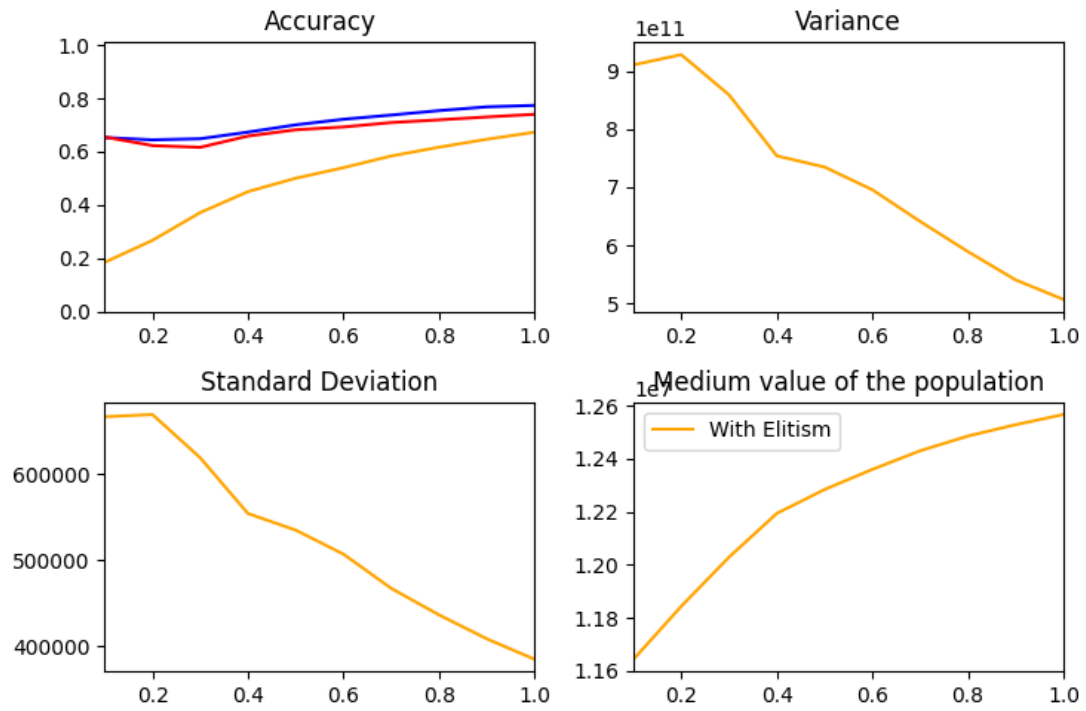 Accuracy
1.0
0.8
0.6
0.4
0.2
0.0
0.2 0.4 0.6 0.8 1.0
Variance
1e11
9
8
7
6
5
0.2 0.4 0.6 0.8 1.0
Standard Deviation
600000
500000
400000
0.2 0.4 0.6 0.8 1.0
Medium value of the population
1e7
1.26
1.24
1.22
1.20
1.18
1.16
With Elitism
0.2 0.4 0.6 0.8 1.0